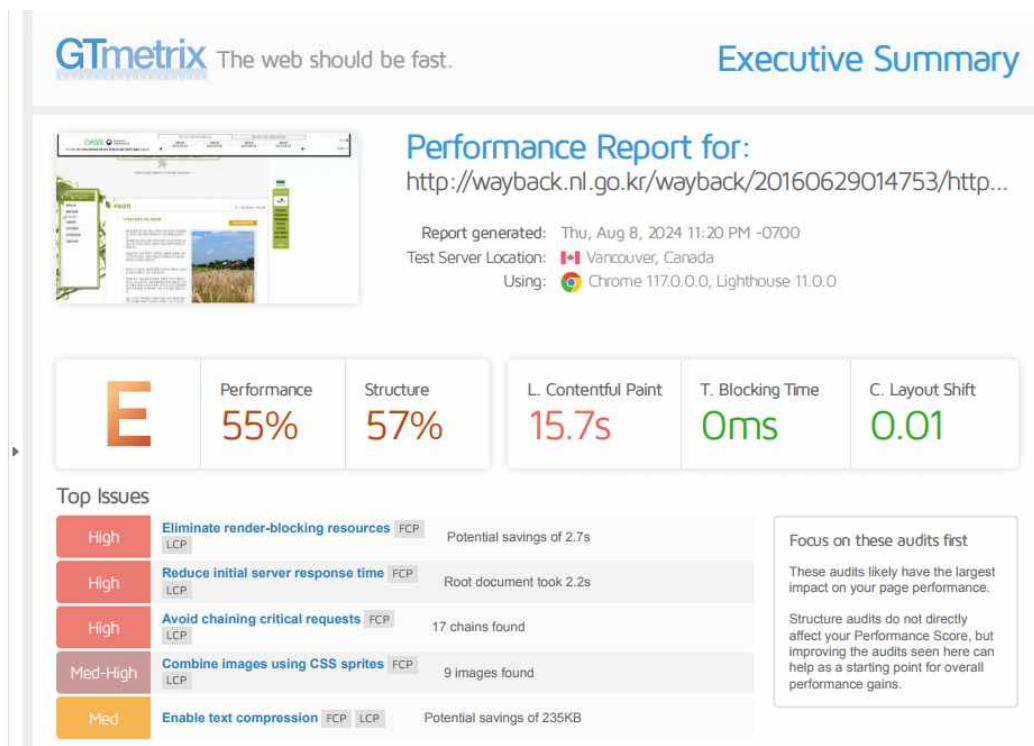 GTmetrix The web should be fast.
Executive Summary
Performance Report for:
http://wayback.nl.go.kr/wayback/20160629014753/http...
Report generated: Thu, Aug 8, 2024 11:20 PM -0700
Test Server Location: Vancouver, Canada
Using: Chrome 117.0.0.0, Lighthouse 11.0.0
E
Performance
55%
Structure
57%
L. Contentful Paint
15.7s
T. Blocking Time
0ms
C. Layout Shift
0.01
Top Issues
High Eliminate render-blocking resources FCP LCP Potential savings of 2.7s
High Reduce initial server response time FCP LCP Root document took 2.2s
High Avoid chaining critical requests FCP LCP 17 chains found
Med-High Combine images using CSS sprites FCP LCP 9 images found
Med Enable text compression FCP LCP Potential savings of 235KB
Focus on these audits first
These audits likely have the largest
impact on your page performance.
Structure audits do not directly
affect your Performance Score, but
improving the audits seen here can
help as a starting point for overall
performance gains.